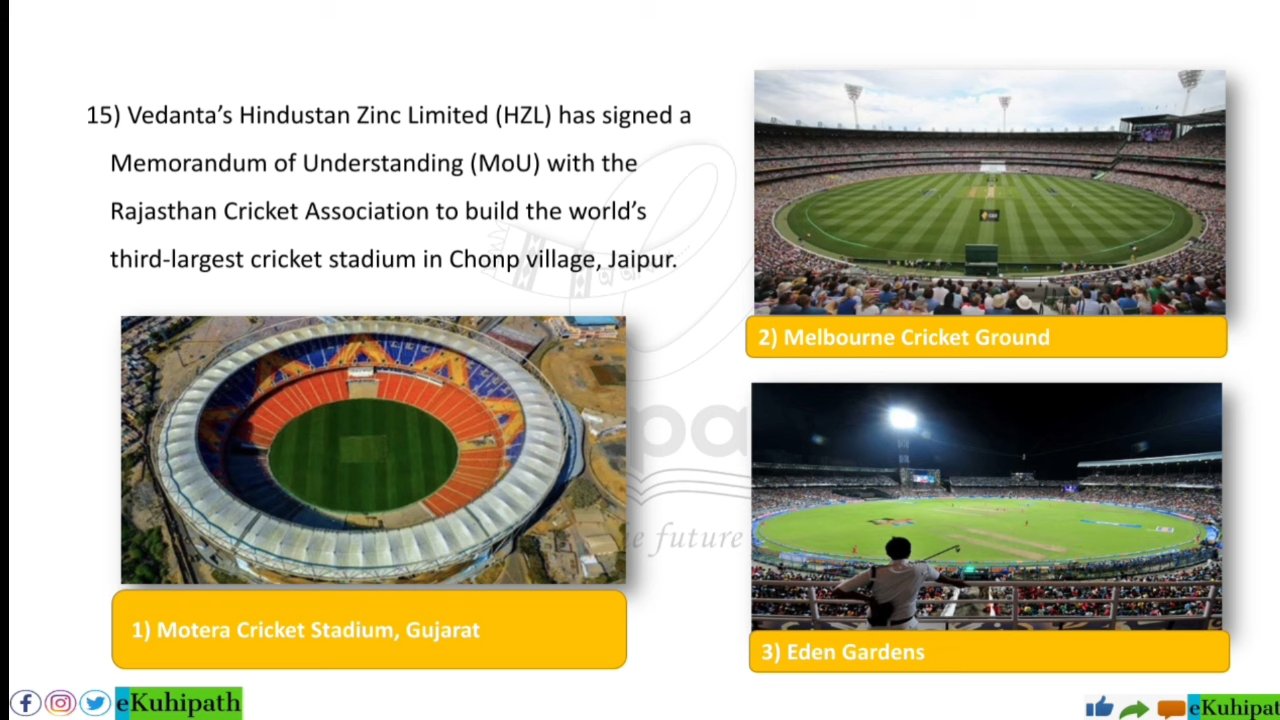 15) Vedanta’s Hindustan Zinc Limited (HZL) has signed a
Memorandum of Understanding (MoU) with the
Rajasthan Cricket Association to build the world’s
third-largest cricket stadium in Chonp village, Jaipur.
2) Melbourne Cricket Ground
1) Motera Cricket Stadium, Gujarat
3) Eden Gardens
future
eKuhipath
eKuhipat